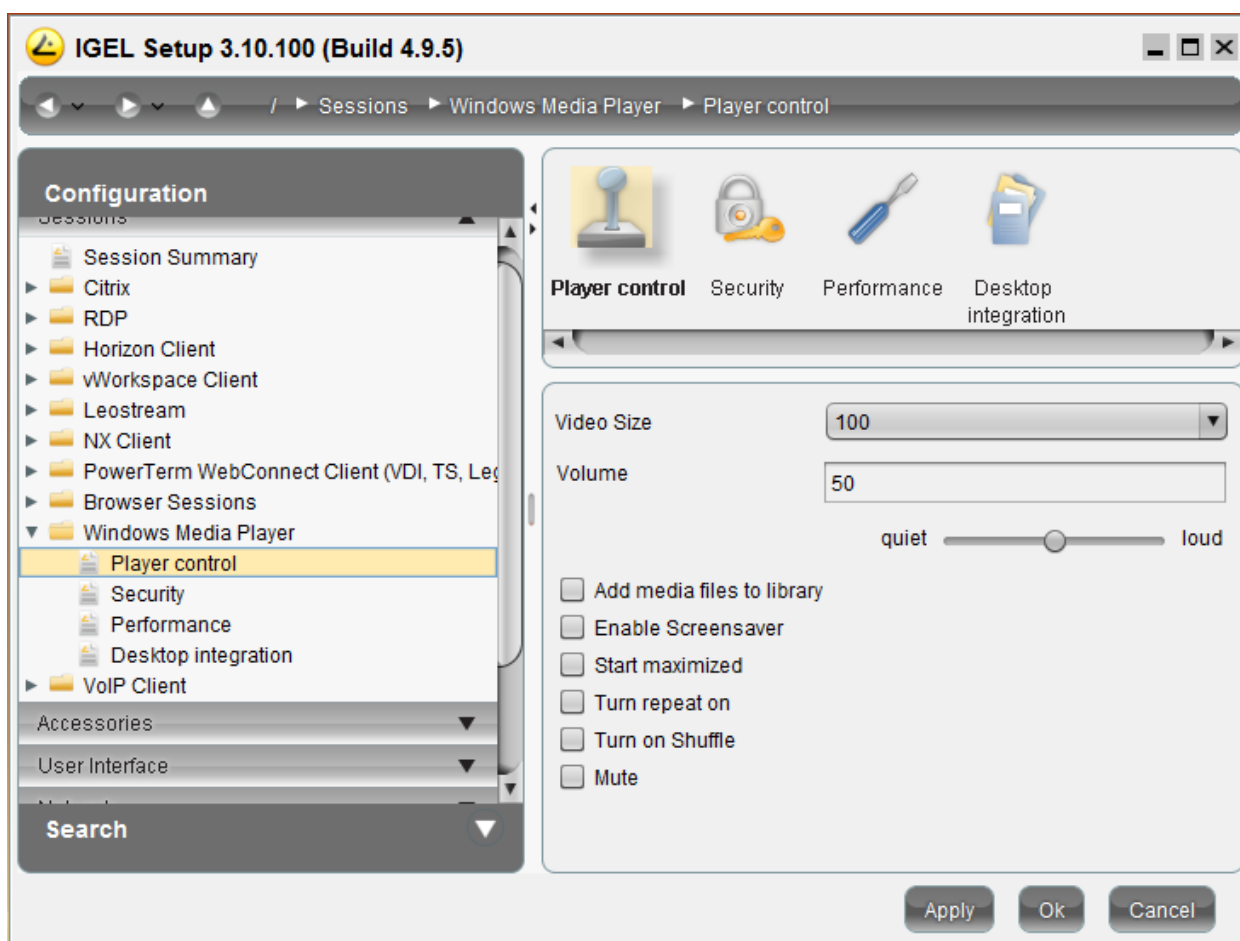 IGEL Setup 3.10.100 (Build 4.9.5)
/ Sessions Windows Media Player Player control
Configuration
Sessions
Session Summary
Citrix
RDP
Horizon Client
vWorkspace Client
Leostream
NX Client
PowerTerm WebConnect Client (VDI, TS, Leg
Browser Sessions
Windows Media Player
Player control
Security
Performance
Desktop integration
VoIP Client
Accessories
User Interface
Search
Player control
Security
Performance
Desktop
integration
Video Size
100
Volume
50
quiet
loud
Add media files to library
Enable Screensaver
Start maximized
Turn repeat on
Turn on Shuffle
Mute
Apply
Ok
Cancel